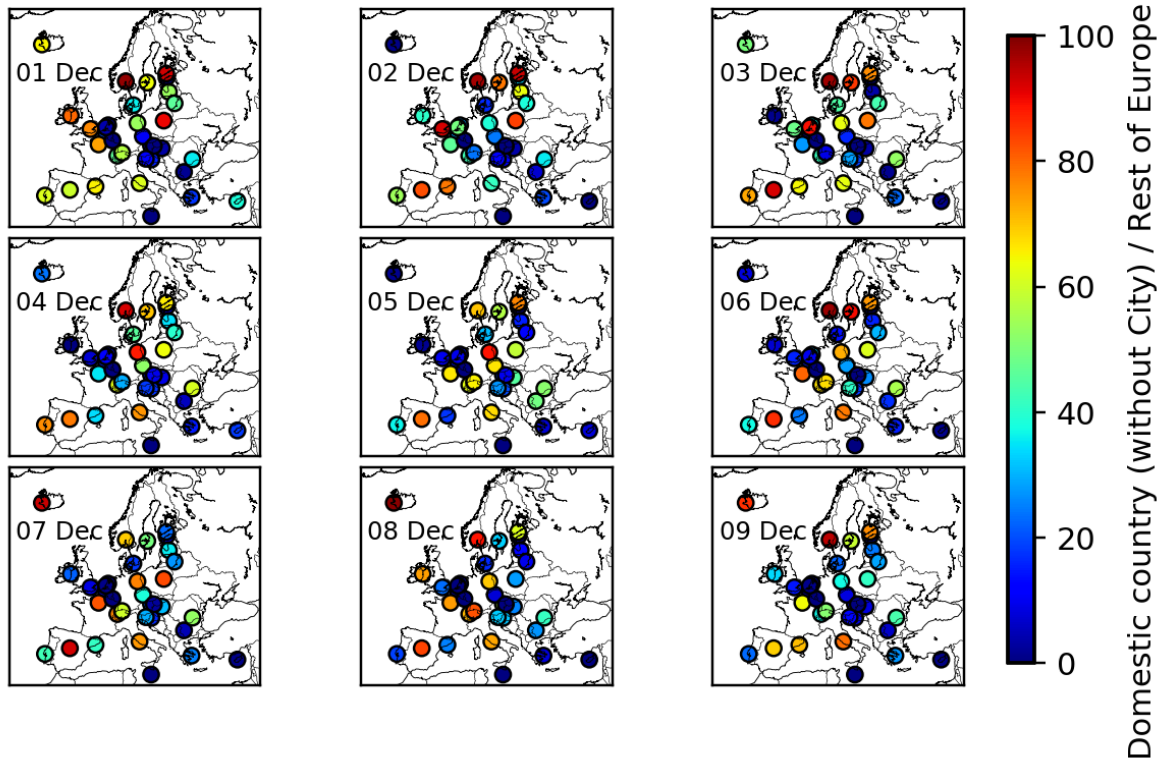 01 Dec
02 Dec
03 Dec
04 Dec
05 Dec
06 Dec
07 Dec
08 Dec
09 Dec
100
80
60
40
20
0
Domestic country (without City) / Rest of Europe